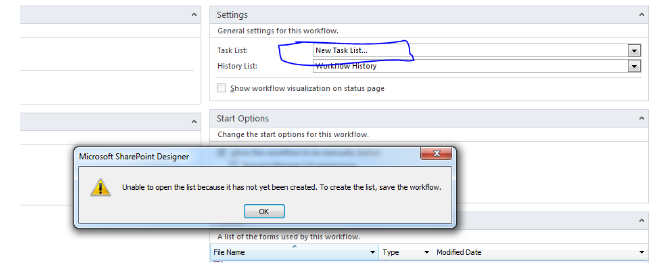 Settings
General settings for this workflow.
Task List: New Task List...
History List: Workflow History
Show workflow visualization on status page
Start Options
Change the start options for this workflow.
Microsoft SharePoint Designer
Unable to open the list because it has not yet been created. To create the list, save the workflow.
OK
A list of the forms used by this workflow.
File Name Type Modified Date